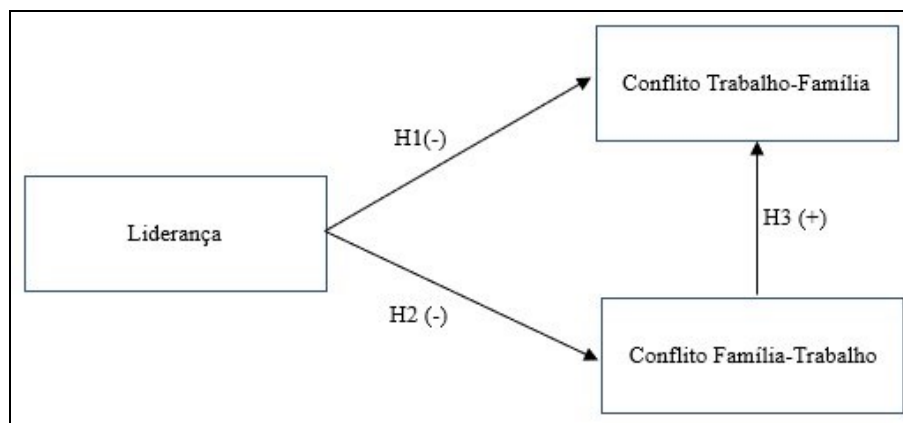 Conflito Trabalho-Família
H1(-)
Liderança
H3 (+)
H2 (-)
Conflito Família-Trabalho